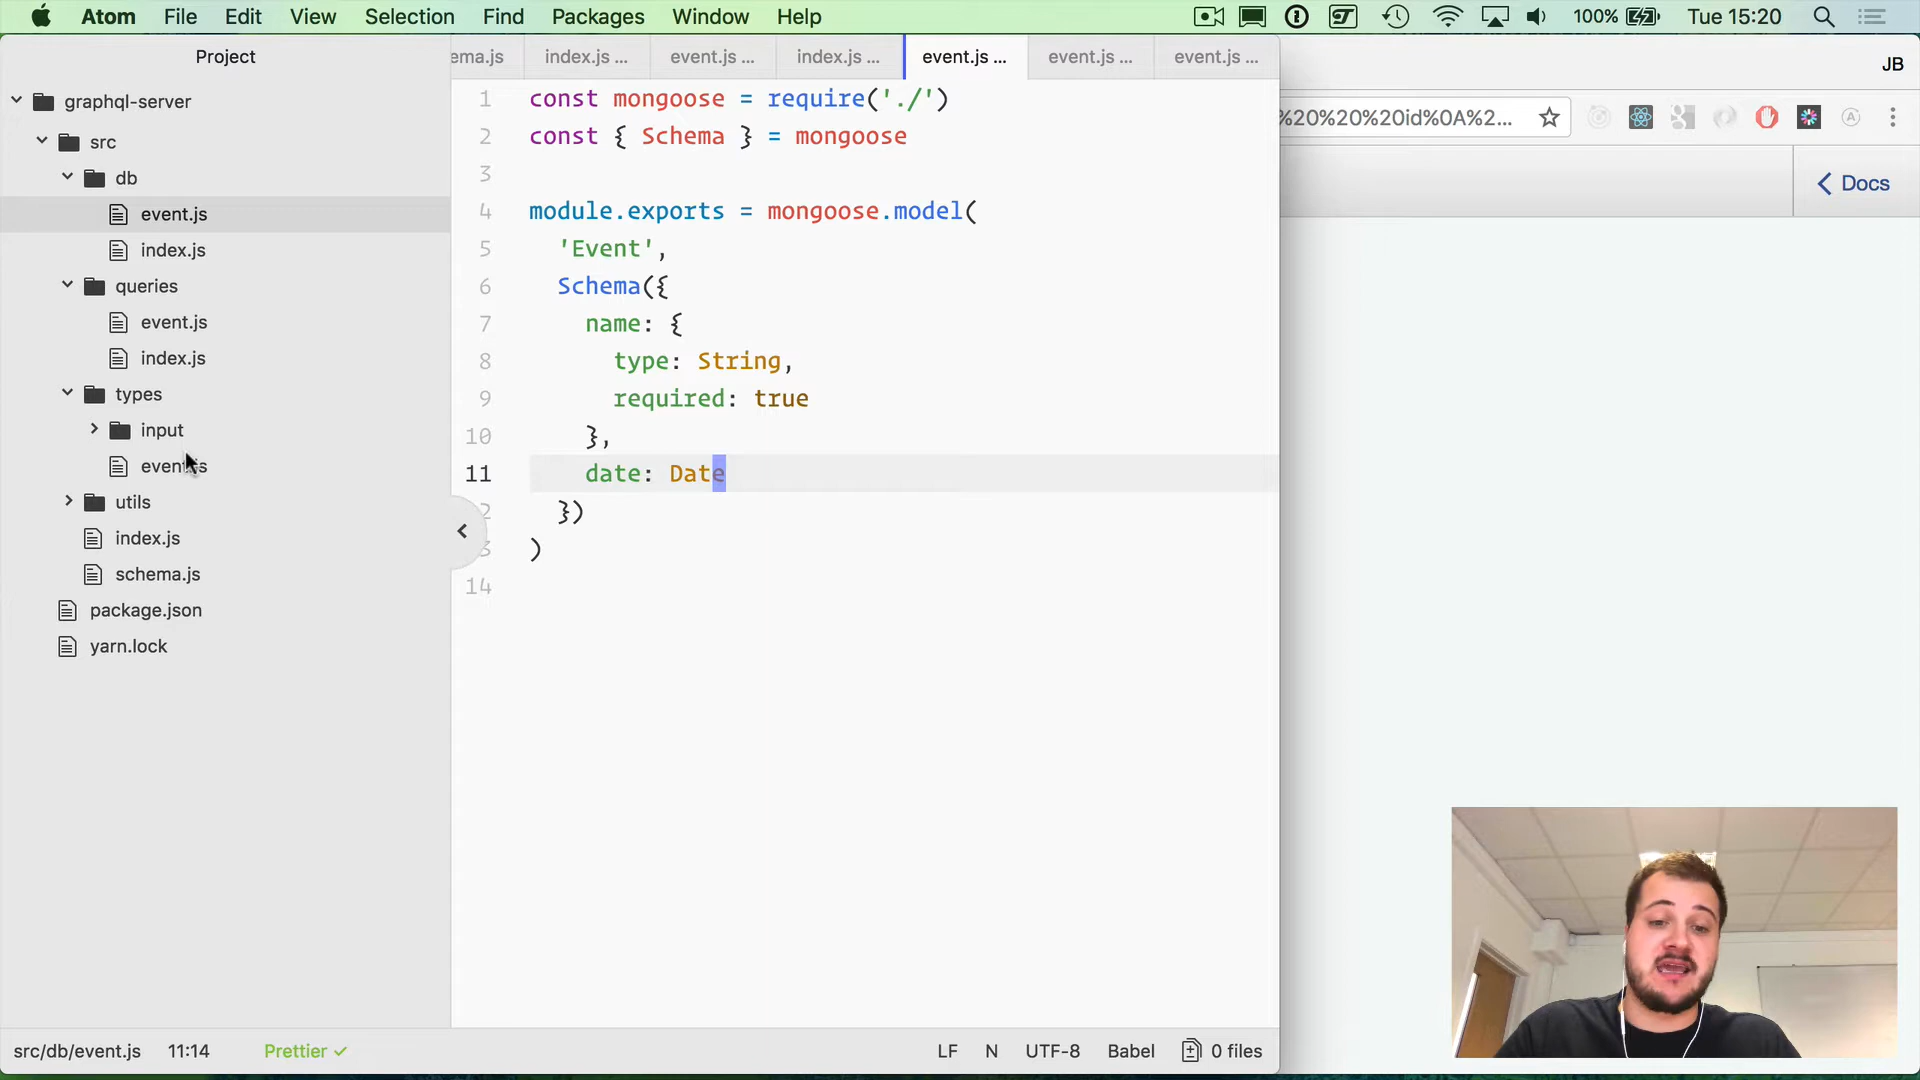 Atom File Edit View Selection Find Packages Window Help 100% Tue 15:20
Project
ema.js index.js ... event.js ... index.js ... event.js ... event.js ... event.js ...
JB
graphql-server
src
db
event.js
index.js
queries
event.js
index.js
types
input
event.js
utils
index.js
schema.js
package.json
yarn.lock
1 const mongoose = require('./')
2 const { Schema } = mongoose
3
4 module.exports = mongoose.model(
5 'Event',
6 Schema({
7 name: {
8 type: String,
9 required: true
10 },
11 date: Date
2 })
3 )
14
%20%20%20id%0A%2...
Docs
src/db/event.js 11:14 Prettier ✓ LF N UTF-8 Babel 0 files